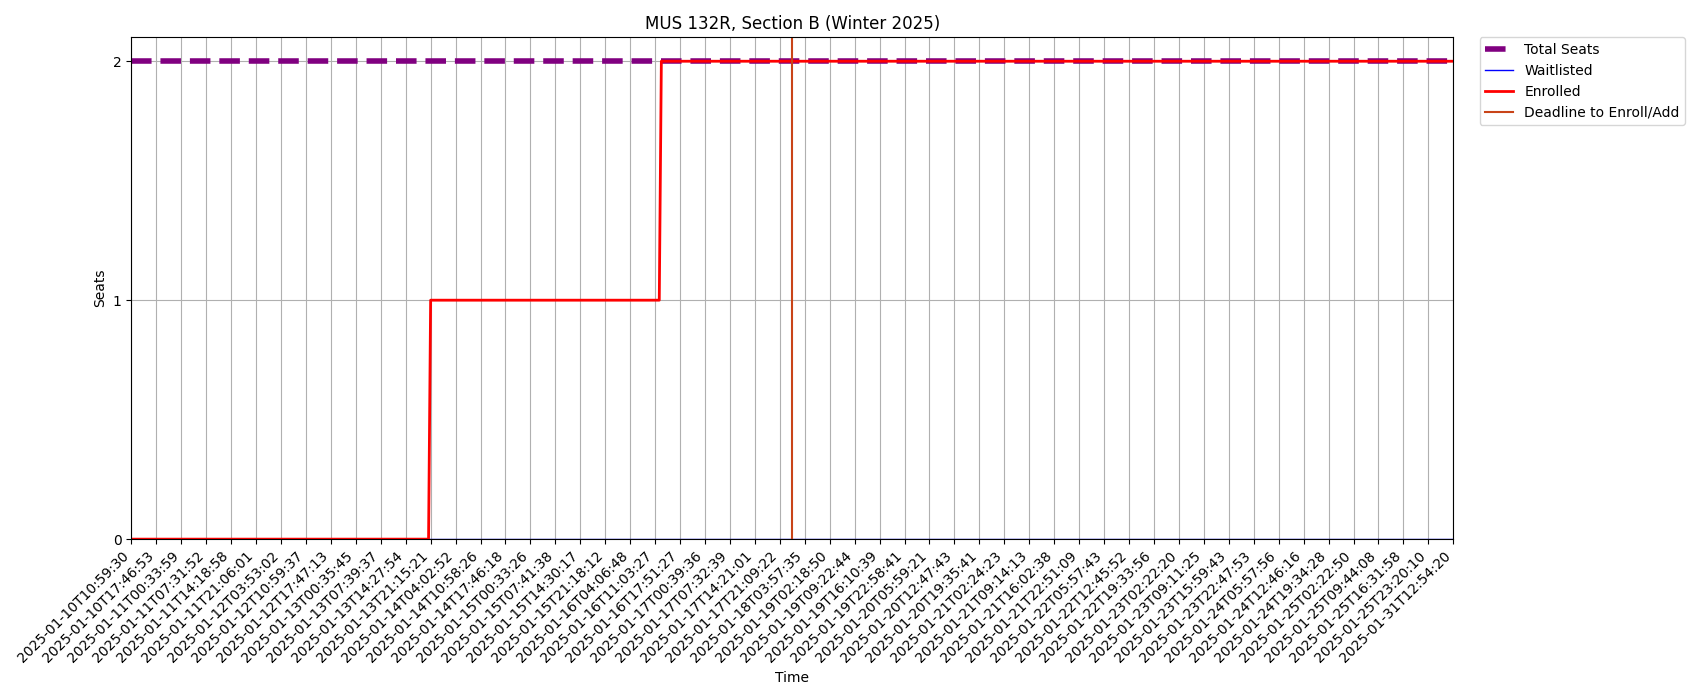 MUS 132R, Section B (Winter 2025)
Total Seats
Waitlisted
Enrolled
Deadline to Enroll/Add
Seats
2
1
0
2025-01-10T10:59:30
2025-01-10T17:46:53
2025-01-11T00:33:59
2025-01-11T07:31:52
2025-01-11T14:18:58
2025-01-11T21:06:01
2025-01-12T03:53:02
2025-01-12T10:59:37
2025-01-12T17:47:13
2025-01-13T00:35:45
2025-01-13T07:39:37
2025-01-13T14:27:54
2025-01-13T21:15:21
2025-01-14T04:02:52
2025-01-14T10:58:26
2025-01-14T17:46:18
2025-01-15T00:33:26
2025-01-15T07:41:38
2025-01-15T14:30:17
2025-01-15T21:18:12
2025-01-16T04:06:48
2025-01-16T11:03:27
2025-01-16T17:51:27
2025-01-17T00:39:36
2025-01-17T07:32:39
2025-01-17T14:21:01
2025-01-17T21:09:22
2025-01-18T03:57:35
2025-01-19T02:18:50
2025-01-19T09:22:44
2025-01-19T16:10:39
2025-01-19T22:58:41
2025-01-20T05:59:21
2025-01-20T12:47:43
2025-01-20T19:35:41
2025-01-21T02:24:23
2025-01-21T09:14:13
2025-01-21T16:02:38
2025-01-21T22:51:09
2025-01-22T05:57:43
2025-01-22T12:45:52
2025-01-22T19:33:56
2025-01-23T02:22:20
2025-01-23T09:11:25
2025-01-23T15:59:43
2025-01-23T22:47:53
2025-01-24T05:57:56
2025-01-24T12:46:16
2025-01-24T19:34:28
2025-01-25T02:22:50
2025-01-25T09:44:08
2025-01-25T16:31:58
2025-01-25T23:20:10
2025-01-31T12:54:20
Time